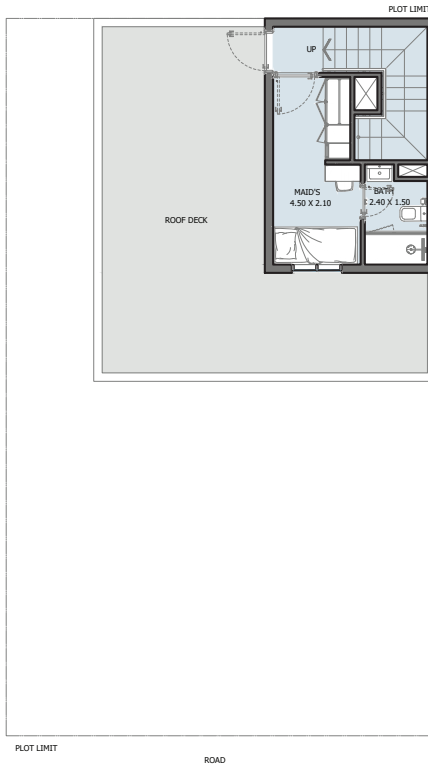 PLOT LIMIT
UP
MAID'S
4.50 X 2.10
BATH
2.40 X 1.50
ROOF DECK
PLOT LIMIT
ROAD